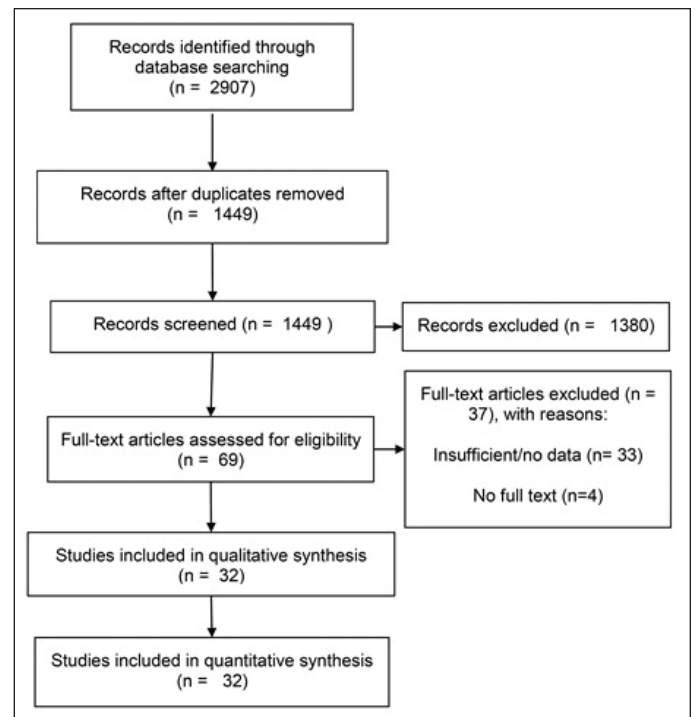 Records identified through
database searching
(n = 2907)
Records after duplicates removed
(n = 1449)
Records screened (n = 1449 )
Records excluded (n = 1380)
Full-text articles assessed for eligibility
(n = 69)
Full-text articles excluded (n =
37), with reasons:
Insufficient/no data (n= 33)
No full text (n=4)
Studies included in qualitative synthesis
(n = 32)
Studies included in quantitative synthesis
(n = 32)